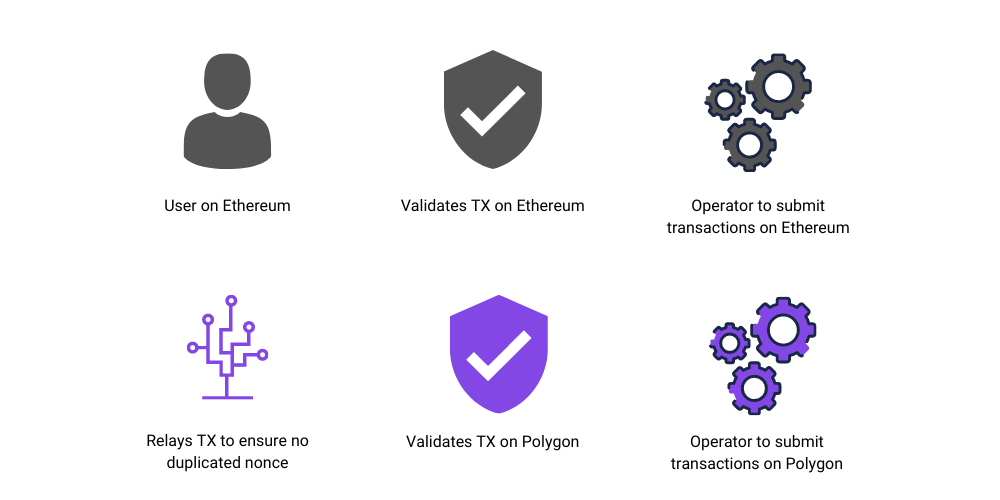 User on Ethereum
Validates TX on Ethereum
Operator to submit
transactions on Ethereum
Relays TX to ensure no
duplicated nonce
Validates TX on Polygon
Operator to submit
transactions on Polygon